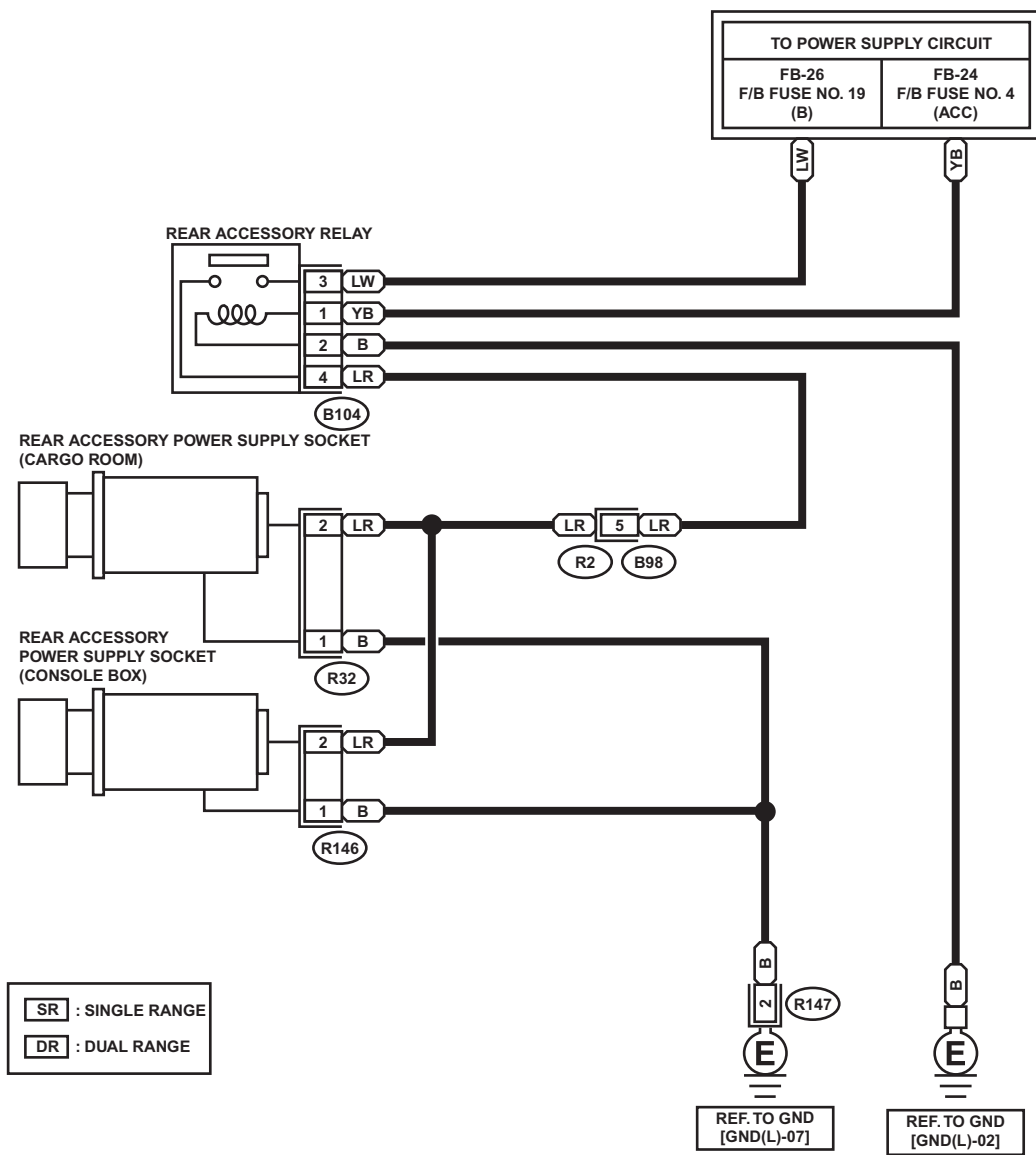 TO POWER SUPPLY CIRCUIT
FB-26
F/B FUSE NO. 19
(B)
FB-24
F/B FUSE NO. 4
(ACC)
LW
YB
REAR ACCESSORY RELAY
3 LW
1 YB
2 B
4 LR
B104
REAR ACCESSORY POWER SUPPLY SOCKET
(CARGO ROOM)
2 LR
LR 5 LR
R2 B98
1 B
R32
REAR ACCESSORY
POWER SUPPLY SOCKET
(CONSOLE BOX)
2 LR
1 B
R146
B
2
R147
E
REF. TO GND
[GND(L)-07]
B
E
REF. TO GND
[GND(L)-02]
SR : SINGLE RANGE
DR : DUAL RANGE